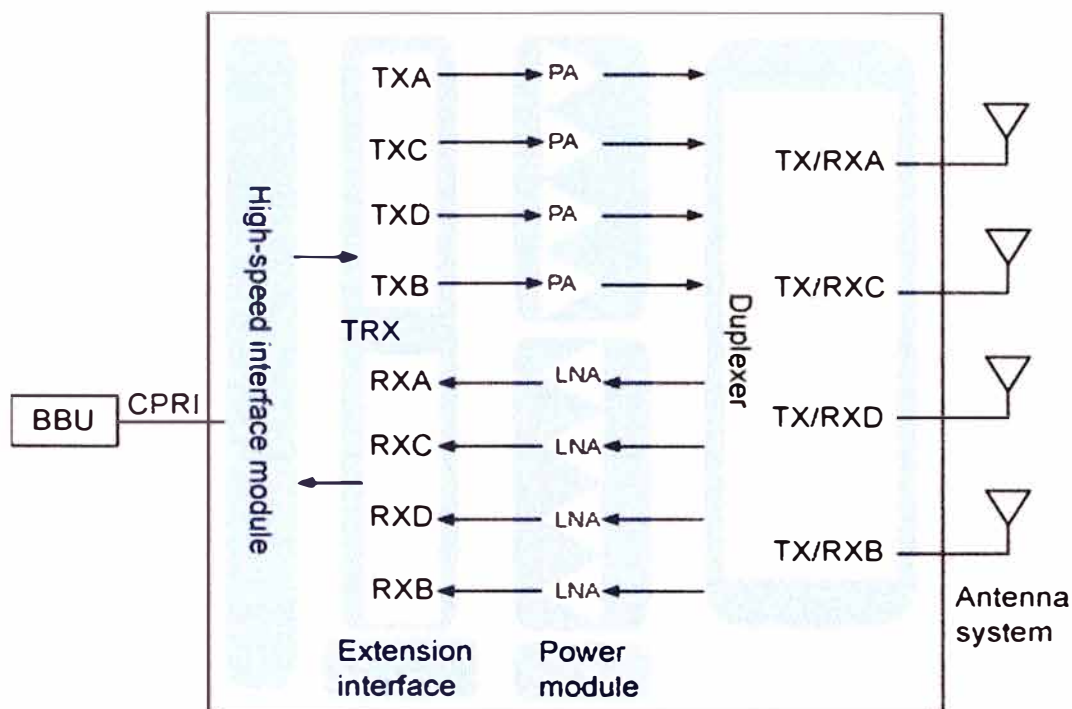 TXA
PA
TXC
PA
TX/RXA
TXD
PA
TXB
PA
TX/RXC
High-speed interface module
TRX
Duplexer
RXA
LNA
BBU
CPRI
TX/RXD
RXC
LNA
RXD
LNA
TX/RXB
RXB
LNA
Antenna
system
Extension
interface
Power
module